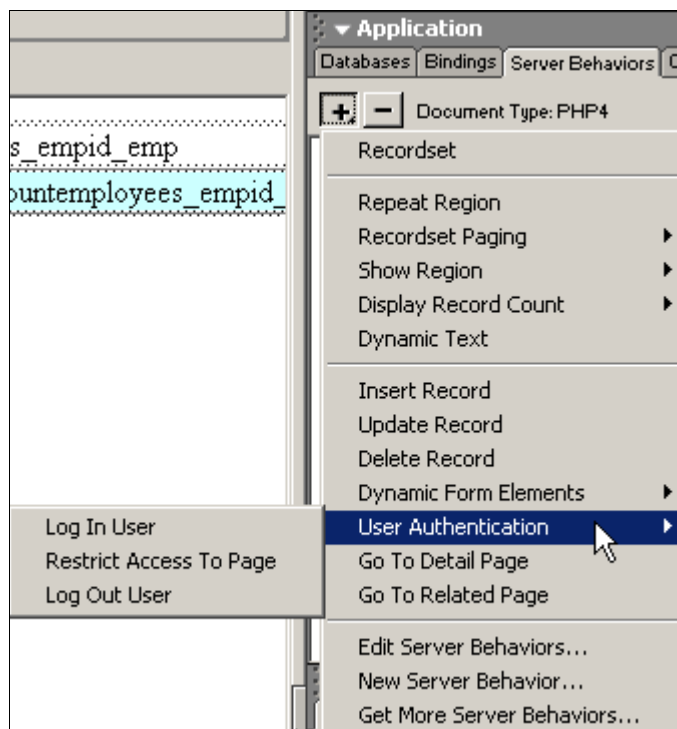 Application
Databases Bindings Server Behaviors
Document Type: PHP4
s_empid_emp
ountemployees_empid_
Recordset
Repeat Region
Recordset Paging
Show Region
Display Record Count
Dynamic Text
Insert Record
Update Record
Delete Record
Dynamic Form Elements
User Authentication
Log In User
Restrict Access To Page
Log Out User
Go To Detail Page
Go To Related Page
Edit Server Behaviors...
New Server Behavior...
Get More Server Behaviors...